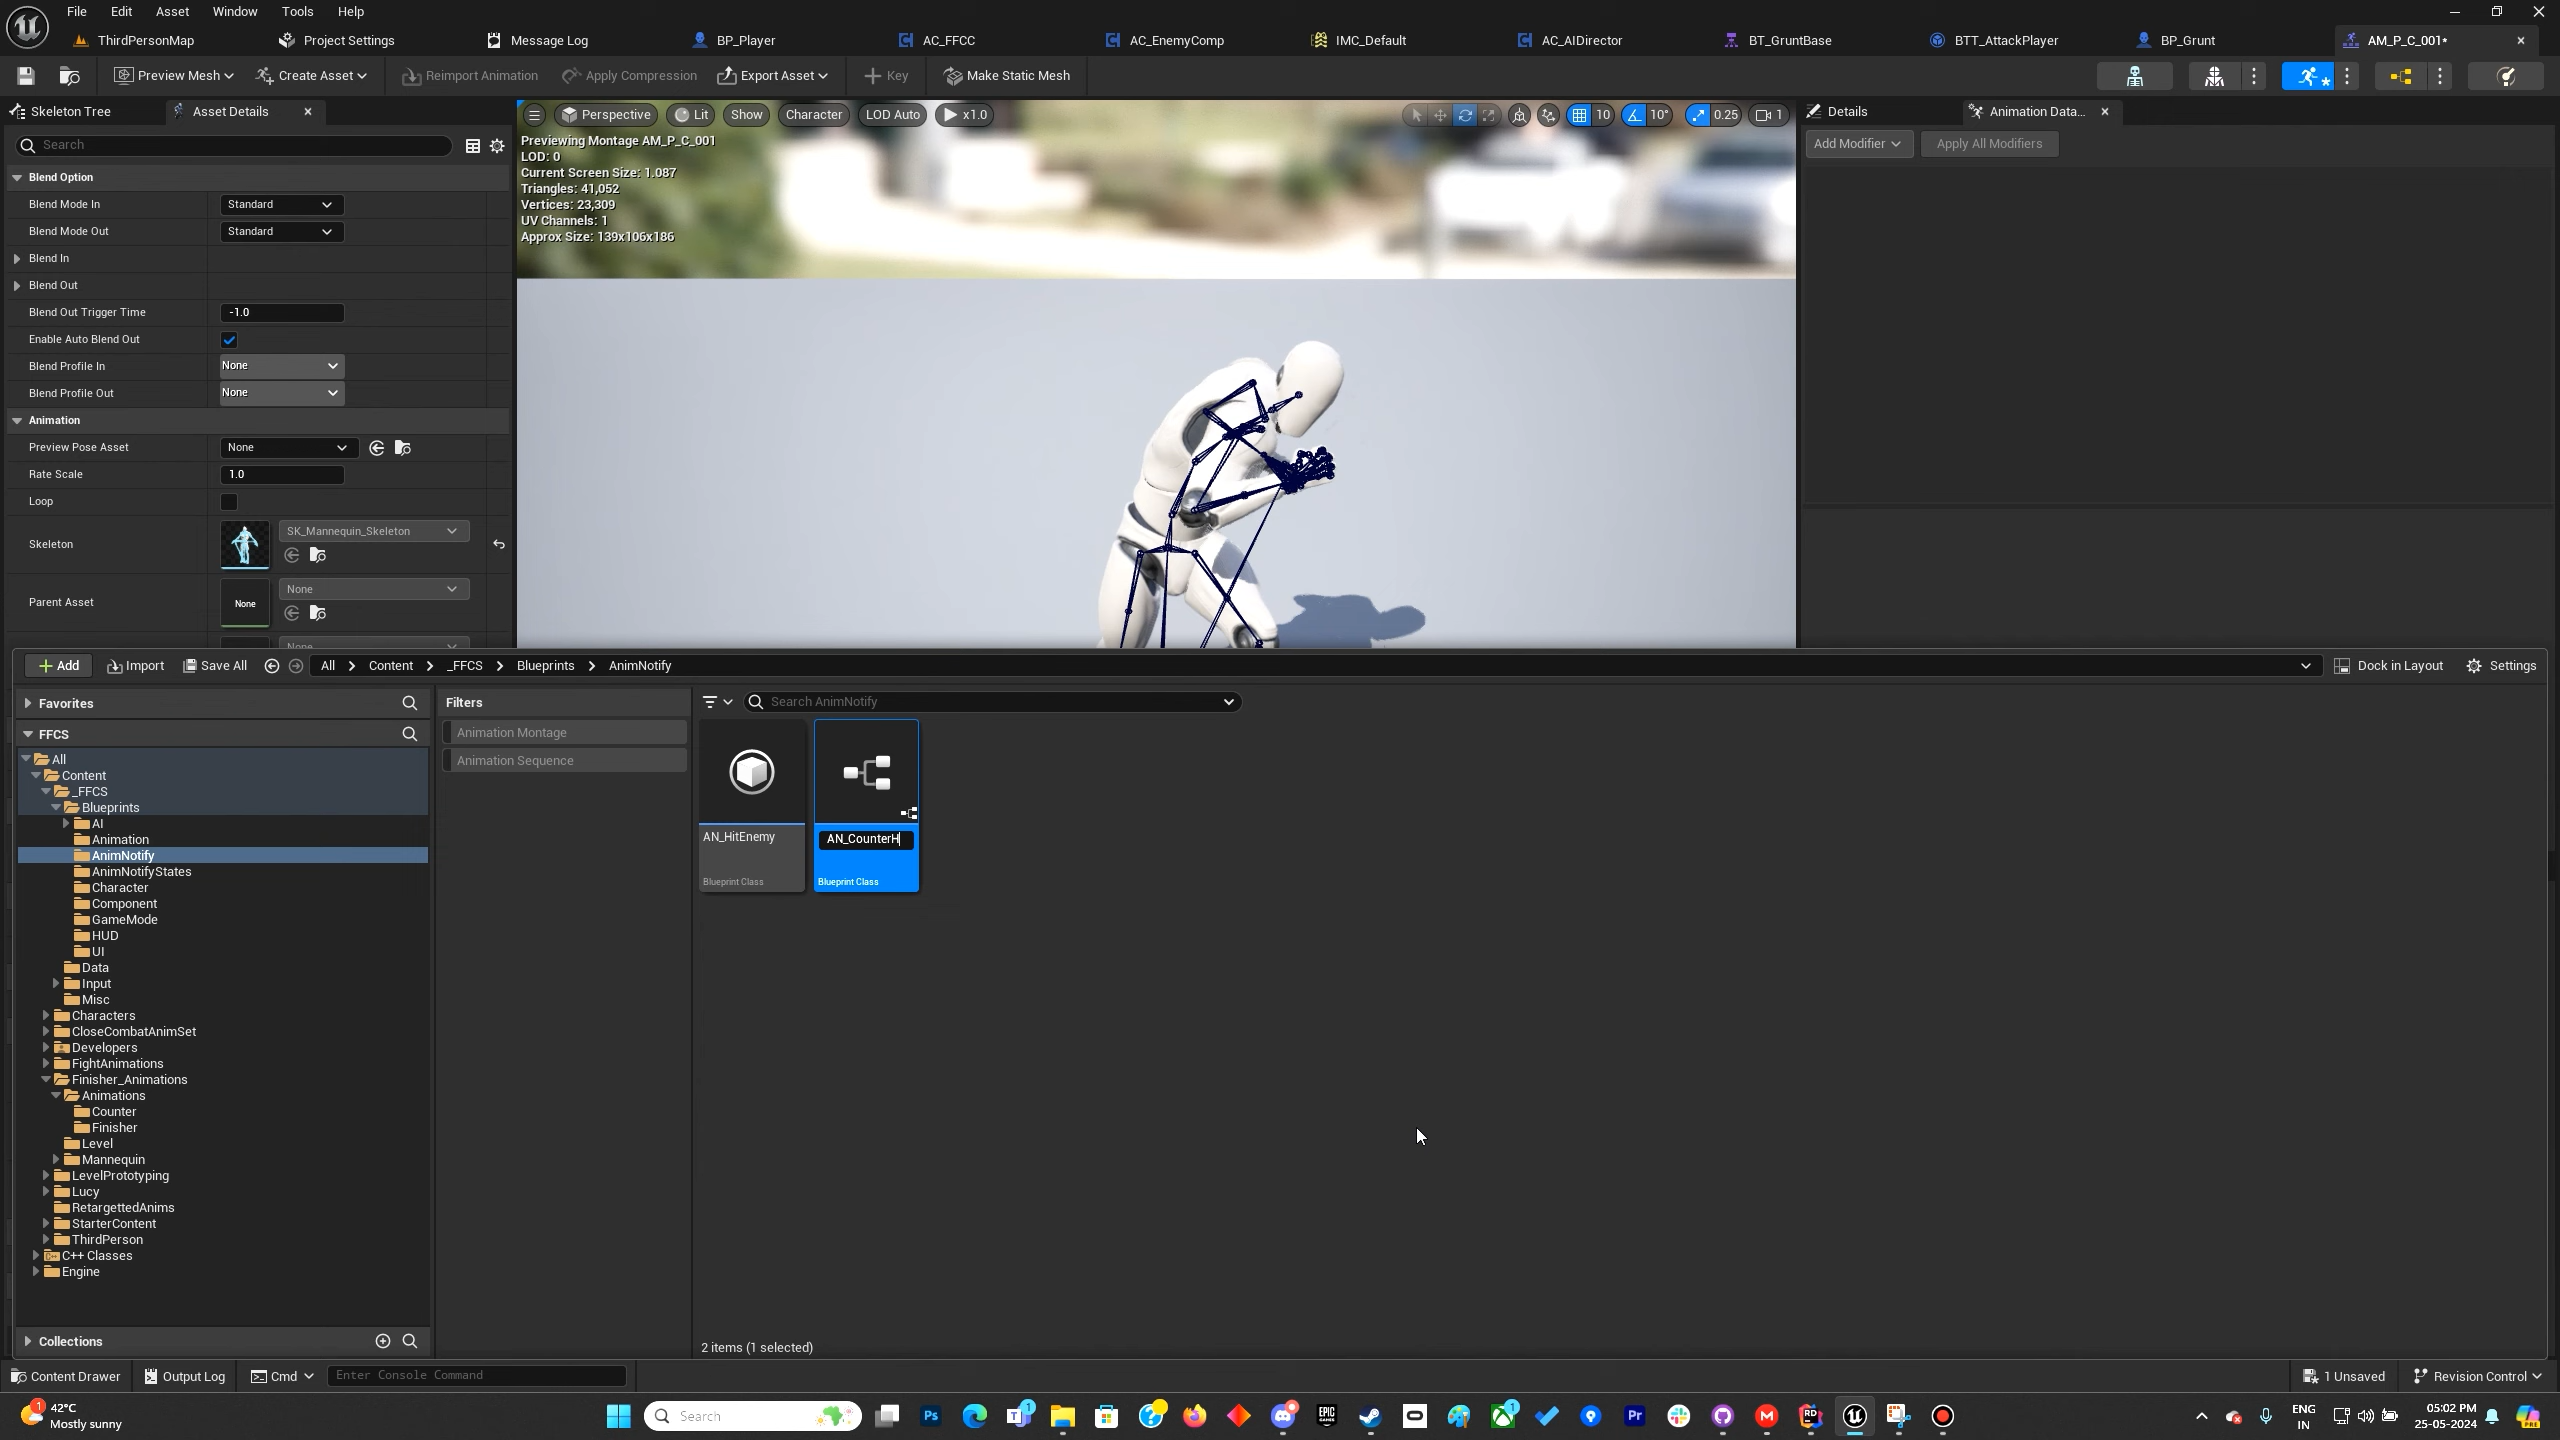 File Edit Asset Window Tools Help
ThirdPersonMap Project Settings Message Log BP_Player AC_FFCC AC_EnemyComp IMC_Default AC_AIDirector BT_GruntBase BTT_AttackPlayer BP_Grunt AM_P_C_001*
Preview Mesh Create Asset Reimport Animation Apply Compression Export Asset Key Make Static Mesh
Skeleton Tree Asset Details
Search
Blend Option
Blend Mode In Standard
Blend Mode Out Standard
Blend In
Blend Out
Blend Out Trigger Time -1.0
Enable Auto Blend Out
Blend Profile In None
Blend Profile Out None
Animation
Preview Pose Asset None
Rate Scale 1.0
Loop
Skeleton SK_Mannequin_Skeleton
Parent Asset None None
None
Perspective Lit Show Character LOD Auto x1.0 10 10° 0.25 1
Previewing Montage AM_P_C_001
LOD: 0
Current Screen Size: 1.087
Triangles: 41,052
Vertices: 23,309
UV Channels: 1
Approx Size: 139x106x186
Details Animation Data...
Add Modifier Apply All Modifiers
Add Import Save All All Content _FFCS Blueprints AnimNotify Dock in Layout Settings
Favorites
FFCS
All
Content
_FFCS
Blueprints
AI
Animation
AnimNotify
AnimNotifyStates
Character
Component
GameMode
HUD
UI
Data
Input
Misc
Characters
CloseCombatAnimSet
Developers
FightAnimations
Finisher_Animations
Animations
Counter
Finisher
Level
Mannequin
LevelPrototyping
Lucy
RetargettedAnims
StarterContent
ThirdPerson
C++ Classes
Engine
Collections
Filters
Animation Montage
Animation Sequence
Search AnimNotify
AN_HitEnemy
Blueprint Class
AN_CounterH
Blueprint Class
2 items (1 selected)
Content Drawer Output Log Cmd Enter Console Command 1 Unsaved Revision Control
1 42°C
Mostly sunny
Search
ENG
IN
05:02 PM
25-05-2024